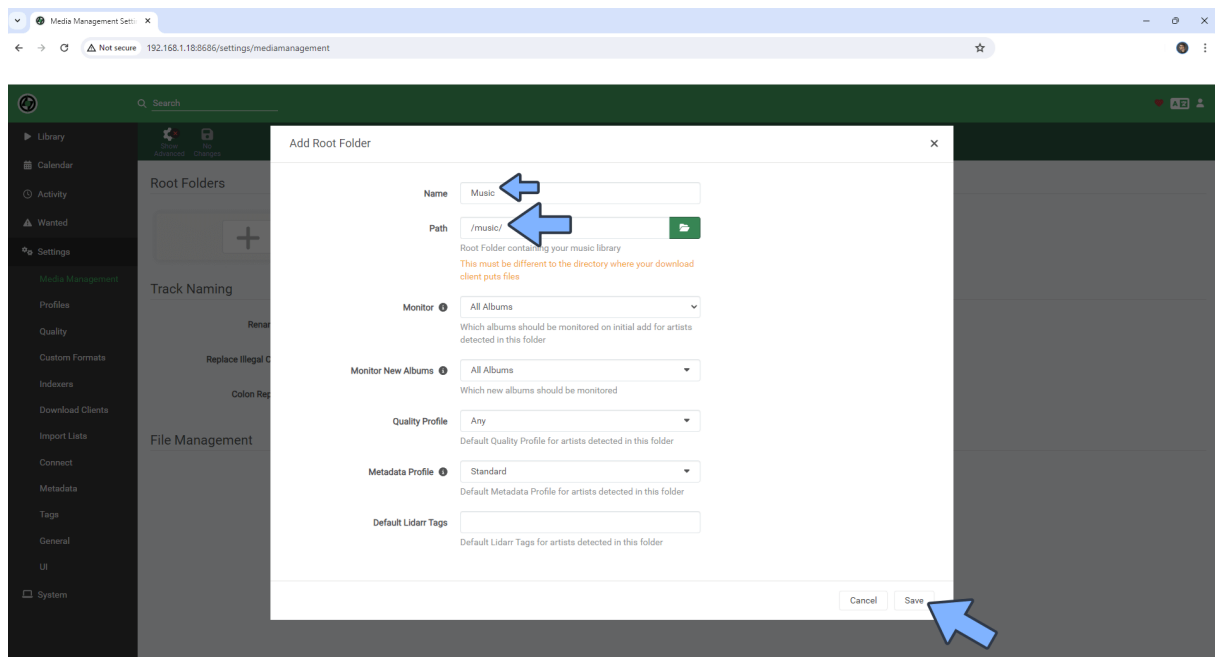 Media Management Setti
Not secure 192.168.1.18:8686/settings/mediamanagement
Search
Library
Calendar
Activity
Wanted
Settings
Media Management
Profiles
Quality
Custom Formats
Indexers
Download Clients
Import Lists
Connect
Metadata
Tags
General
UI
System
Show
Advanced
No
Changes
Root Folders
Track Naming
Renar
Replace Illegal C
Colon Rep
File Management
Add Root Folder
Name Music
Path /music/
Root Folder containing your music library
This must be different to the directory where your download
client puts files
Monitor All Albums
Which albums should be monitored on initial add for artists
detected in this folder
Monitor New Albums All Albums
Which new albums should be monitored
Quality Profile Any
Default Quality Profile for artists detected in this folder
Metadata Profile Standard
Default Metadata Profile for artists detected in this folder
Default Lidarr Tags
Default Lidarr Tags for artists detected in this folder
Cancel Save